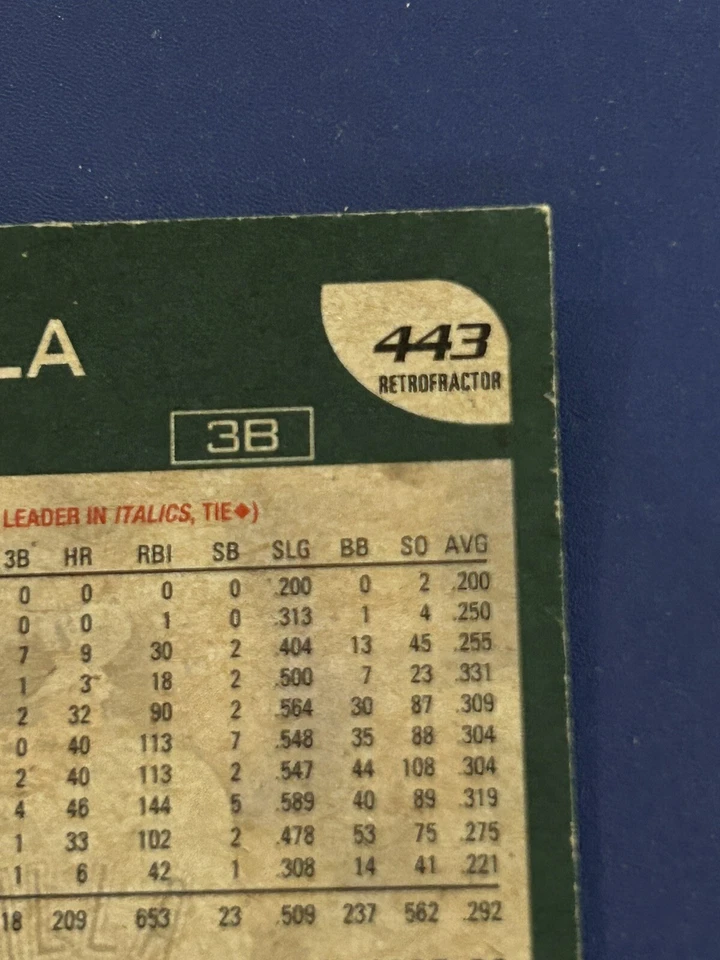 LA
443
RETROFRACTOR
3B
LEADER IN ITALICS, TIE◆)
3B HR RBI SB SLG BB SO AVG
0 0 0 0 .200 0 2 .200
0 0 1 0 .313 1 4 .250
7 9 30 2 .404 13 45 .255
1 3 18 2 .500 7 23 .331
2 32 90 2 .564 30 87 .309
0 40 113 7 .548 35 88 .304
2 40 113 2 .547 44 108 .304
4 46 144 5 .589 40 89 .319
1 33 102 2 .478 53 75 .275
1 6 42 1 .308 14 41 .221
18 209 653 23 .509 237 562 .292